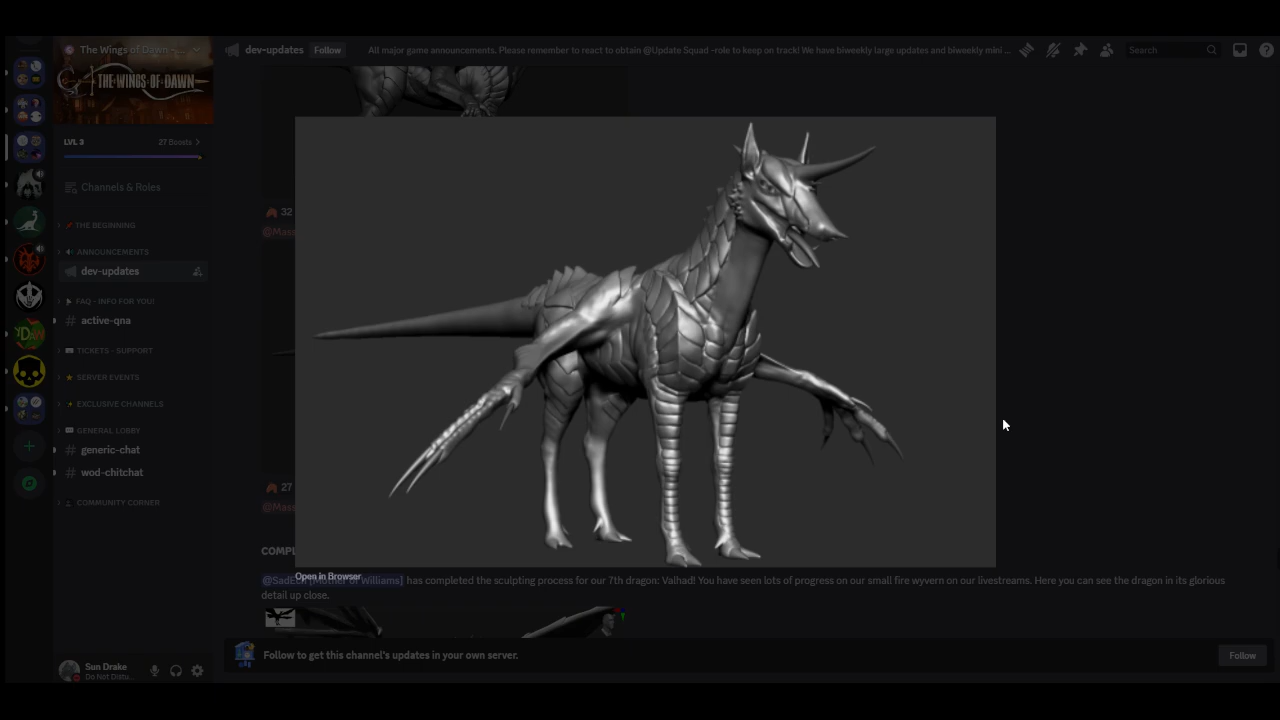 The Wings of Dawn -...
THE WINGS OF DAWN
LVL 3
27 Boosts
Channels & Roles
THE BEGINNING
ANNOUNCEMENTS
dev-updates
FAQ - INFO FOR YOU!
active-qna
TICKETS - SUPPORT
SERVER EVENTS
EXCLUSIVE CHANNELS
GENERAL LOBBY
generic-chat
wod-chitchat
COMMUNITY CORNER
Sun Drake
Do Not Distu...
dev-updates
Follow
All major game announcements. Please remember to react to obtain @Update Squad -role to keep on track! We have biweekly large updates and biweekly mini ...
Search
32
@Mass
27
@Mass
COMPL
Open in Browser
has completed the sculpting process for our 7th dragon: Valhad! You have seen lots of progress on our small fire wyvern on our livestreams. Here you can see the dragon in its glorious
detail up close.
Follow to get this channel's updates in your own server.
Follow